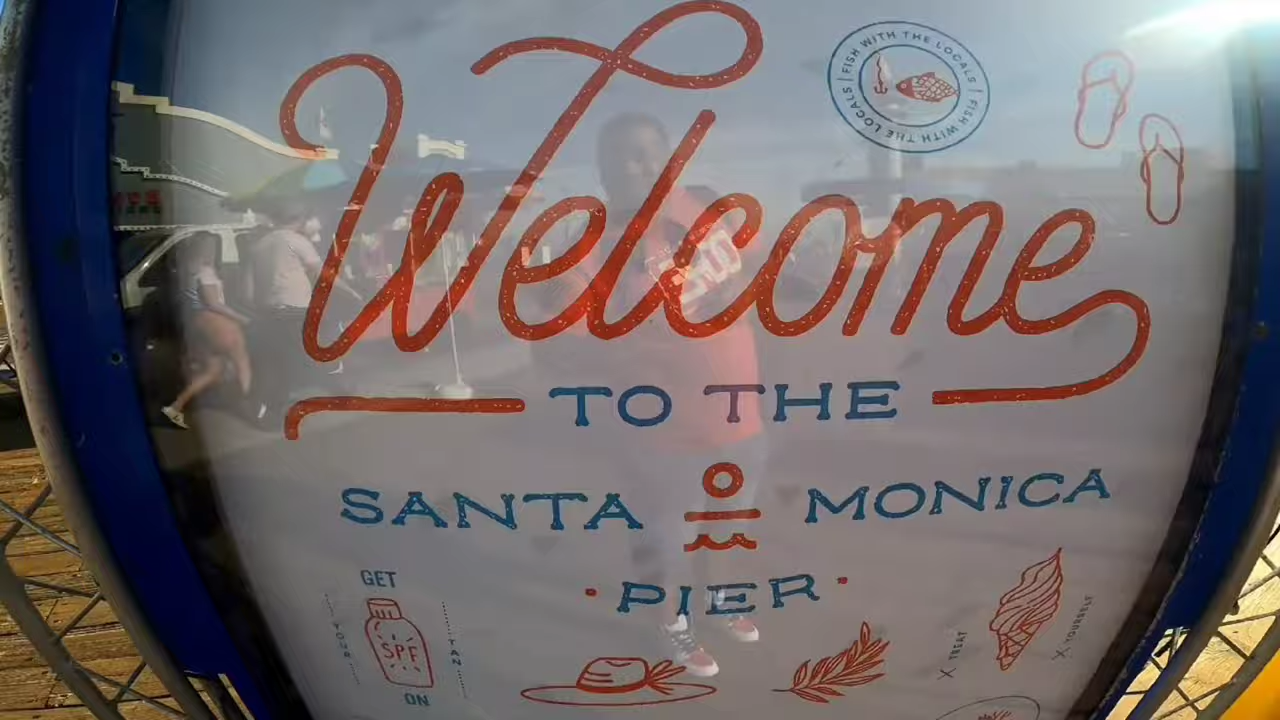 FISH WITH THE LOCALS | FISH WITH THE LOCALS |
Welcome
TO THE
SANTA MONICA
PIER
GET
YOUR
SPF
TAN
ON
X TREAT
X YOURSELF